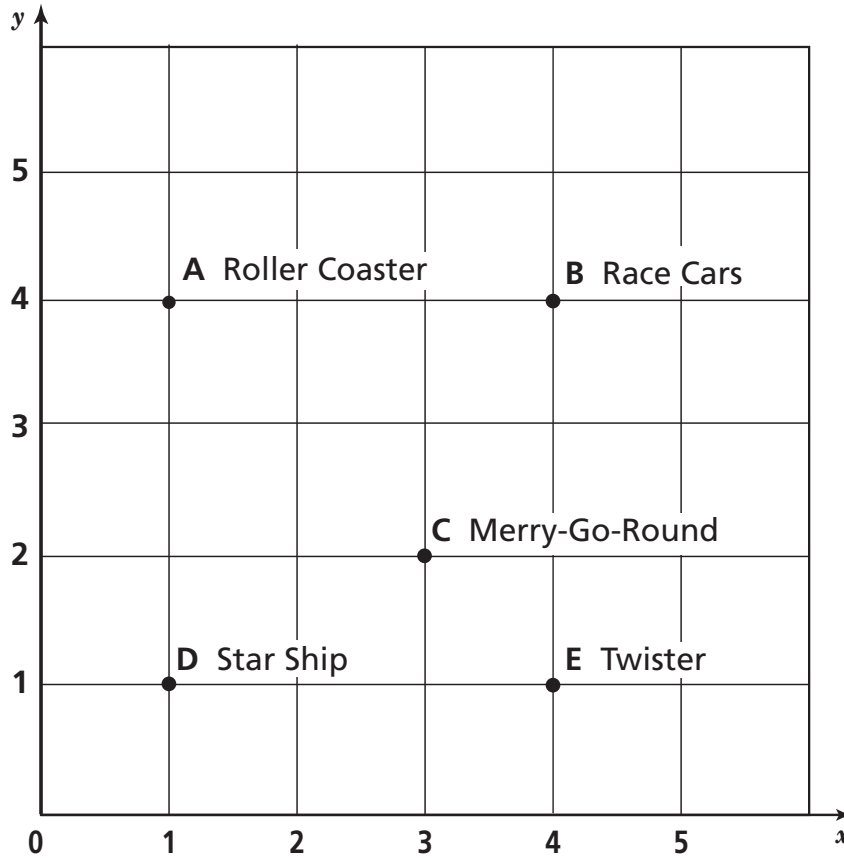 y
5
A Roller Coaster
B Race Cars
4
3
C Merry-Go-Round
2
D Star Ship
E Twister
1
0 1 2 3 4 5 x